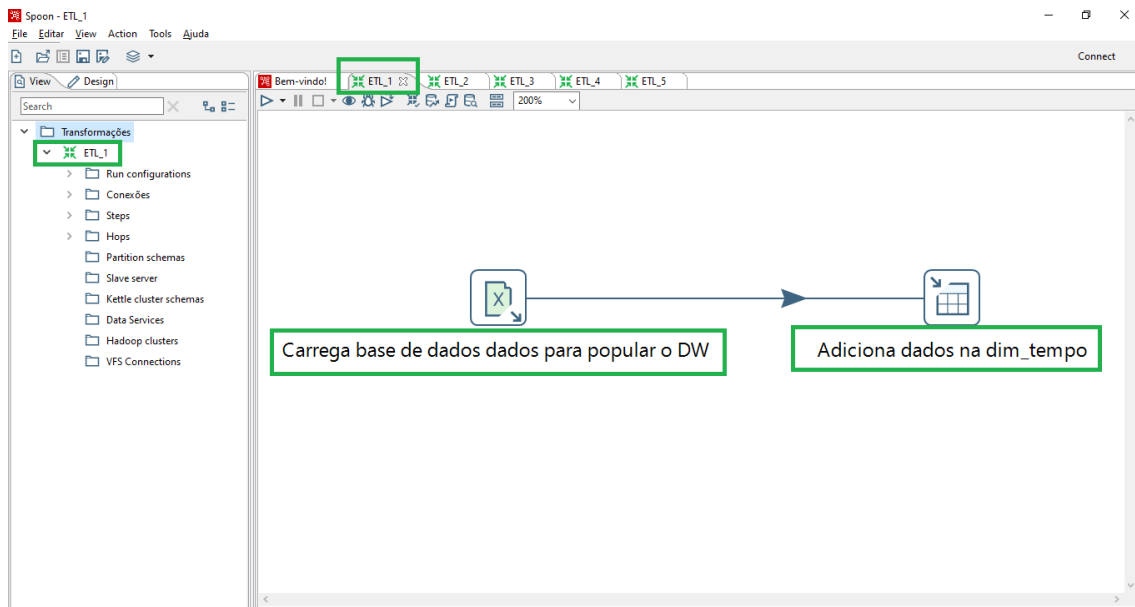 Spoon - ETL_1
File Editar View Action Tools Ajuda
Connect
View Design
Bem-vindo! ETL_1 ETL_2 ETL_3 ETL_4 ETL_5
Search
200%
Transformações
ETL_1
Run configurations
Conexões
Steps
Hops
Partition schemas
Slave server
Kettle cluster schemas
Data Services
Hadoop clusters
VFS Connections
X
Carrega base de dados dados para popular o DW
Adiciona dados na dim_tempo